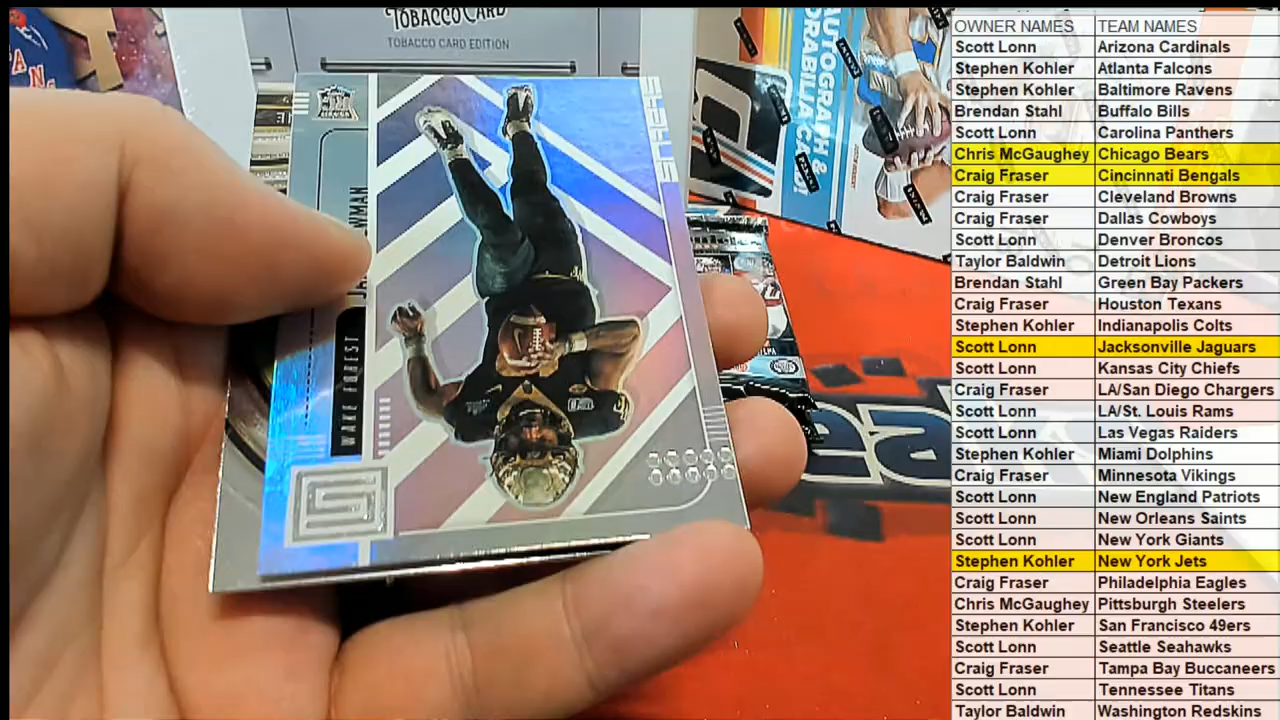 TOBACCO CARD
TOBACCO CARD EDITION
AUTOGRAPH &
STATUS
WAKE FOREST
OWNER NAMES TEAM NAMES
Scott Lonn Arizona Cardinals
Stephen Kohler Atlanta Falcons
Stephen Kohler Baltimore Ravens
Brendan Stahl Buffalo Bills
Scott Lonn Carolina Panthers
Chris McGaughey Chicago Bears
Craig Fraser Cincinnati Bengals
Craig Fraser Cleveland Browns
Craig Fraser Dallas Cowboys
Scott Lonn Denver Broncos
Taylor Baldwin Detroit Lions
Brendan Stahl Green Bay Packers
Craig Fraser Houston Texans
Stephen Kohler Indianapolis Colts
Scott Lonn Jacksonville Jaguars
Scott Lonn Kansas City Chiefs
Craig Fraser LA/San Diego Chargers
Scott Lonn LA/St. Louis Rams
Scott Lonn Las Vegas Raiders
Stephen Kohler Miami Dolphins
Craig Fraser Minnesota Vikings
Scott Lonn New England Patriots
Scott Lonn New Orleans Saints
Scott Lonn New York Giants
Stephen Kohler New York Jets
Craig Fraser Philadelphia Eagles
Chris McGaughey Pittsburgh Steelers
Stephen Kohler San Francisco 49ers
Scott Lonn Seattle Seahawks
Craig Fraser Tampa Bay Buccaneers
Scott Lonn Tennessee Titans
Taylor Baldwin Washington Redskins